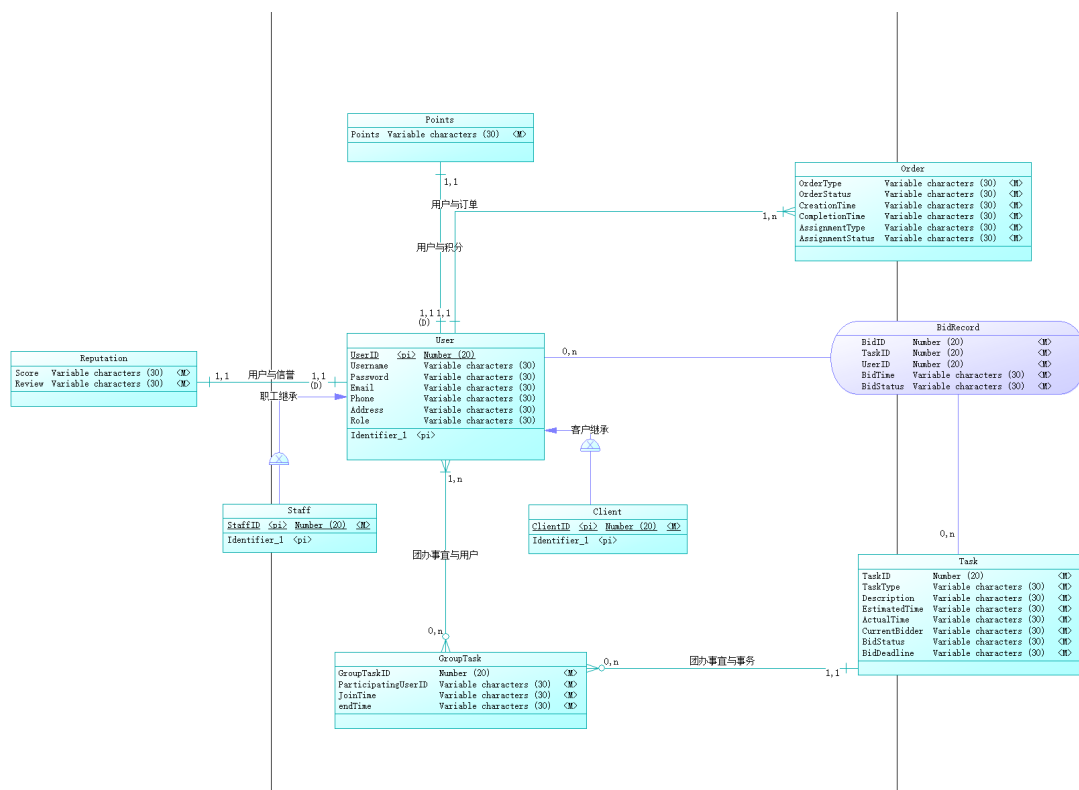 Points
Points Variable characters (30) <M>
1,1
用户与订单
1,n
用户与积分
1,1 1,1
(D)
Order
OrderType Variable characters (30) <M>
OrderStatus Variable characters (30) <M>
CreationTime Variable characters (30) <M>
CompletionTime Variable characters (30) <M>
AssignmentType Variable characters (30) <M>
AssignmentStatus Variable characters (30) <M>
BidRecord
BidID Number (20) <M>
TaskID Number (20) <M>
UserID Number (20) <M>
BidTime Variable characters (30) <M>
BidStatus Variable characters (30) <M>
User
UserID <pi> Number (20)
Username Variable characters (30)
Password Variable characters (30)
Email Variable characters (30)
Phone Variable characters (30)
Address Variable characters (30)
Role Variable characters (30)
Identifier_1 <pi>
0,n
Reputation
Score Variable characters (30) <M>
Review Variable characters (30) <M>
1,1
用户与信誉
1,1
(D)
职工继承
客户继承
1,n
Staff
StaffID <pi> Number (20) <M>
Identifier_1 <pi>
Client
ClientID <pi> Number (20) <M>
Identifier_1 <pi>
团办事宜与用户
0,n
0,n
Task
TaskID Number (20) <M>
TaskType Variable characters (30) <M>
Description Variable characters (30) <M>
EstimatedTime Variable characters (30) <M>
ActualTime Variable characters (30) <M>
CurrentBidder Variable characters (30) <M>
BidStatus Variable characters (30) <M>
BidDeadline Variable characters (30) <M>
GroupTask
GroupTaskID Number (20) <M>
ParticipatingUserID Variable characters (30) <M>
JoinTime Variable characters (30) <M>
endTime Variable characters (30) <M>
0,n
团办事宜与事务
1,1